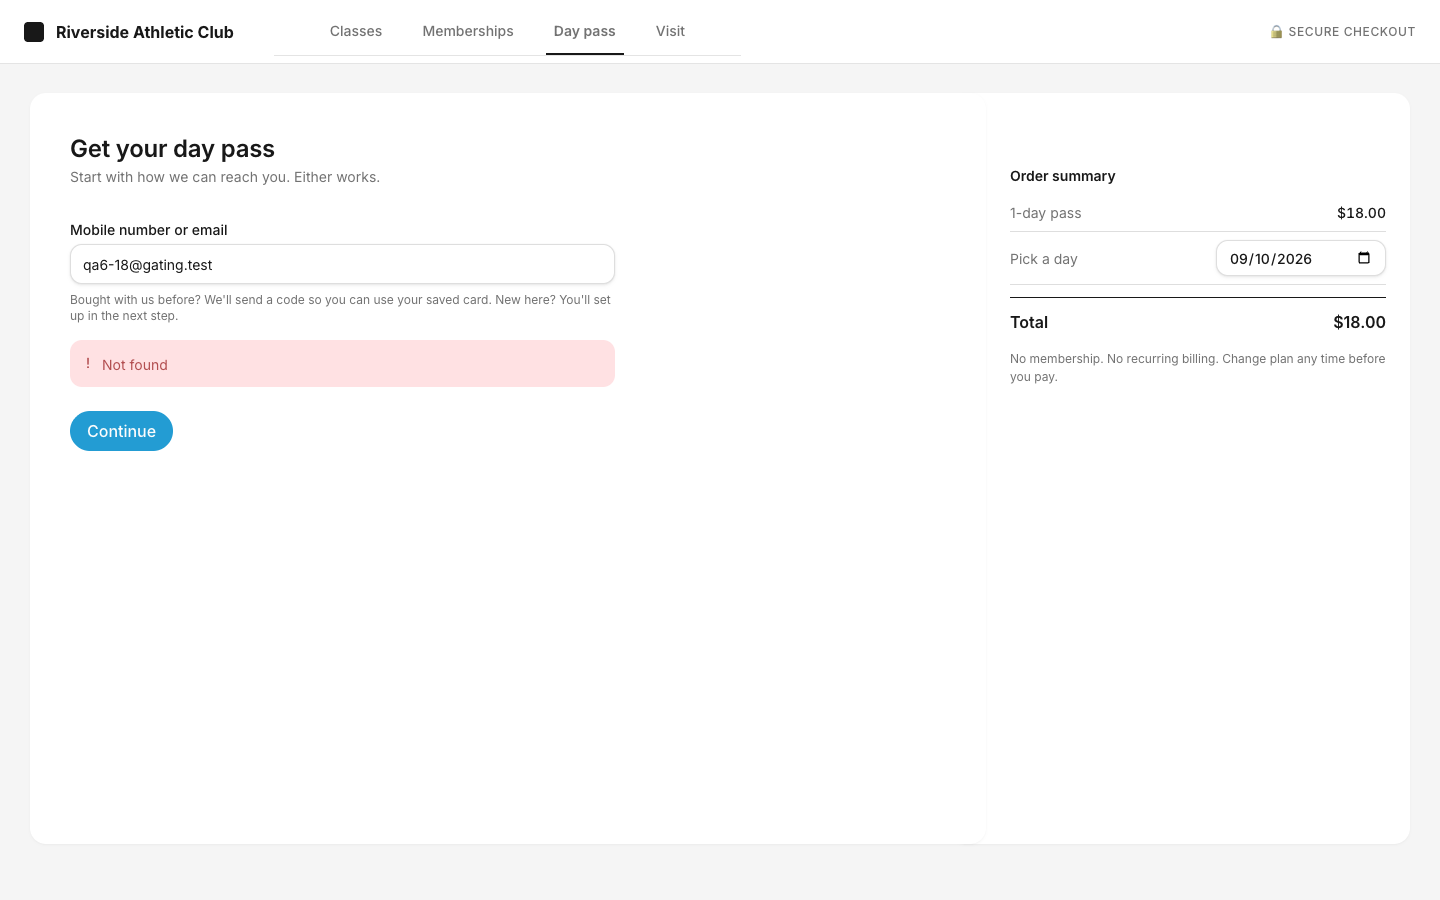 Riverside Athletic Club
Classes
Memberships
Day pass
Visit
SECURE CHECKOUT
Get your day pass
Start with how we can reach you. Either works.
Mobile number or email
qa6-18@gating.test
Bought with us before? We'll send a code so you can use your saved card. New here? You'll set
up in the next step.
! Not found
Continue
Order summary
1-day pass $18.00
Pick a day 09/10/2026
Total $18.00
No membership. No recurring billing. Change plan any time before
you pay.